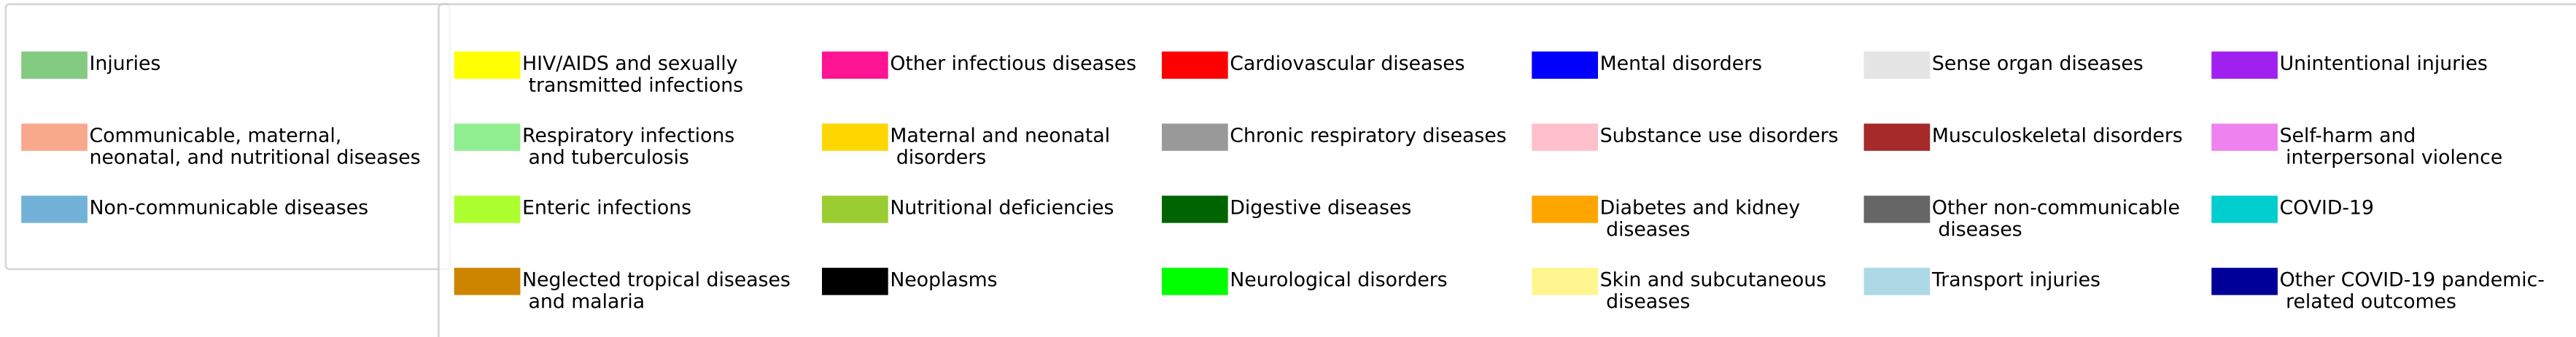 Injuries
Communicable, maternal,
neonatal, and nutritional diseases
Non-communicable diseases
HIV/AIDS and sexually
transmitted infections
Respiratory infections
and tuberculosis
Enteric infections
Neglected tropical diseases
and malaria
Other infectious diseases
Maternal and neonatal
disorders
Nutritional deficiencies
Neoplasms
Cardiovascular diseases
Chronic respiratory diseases
Digestive diseases
Neurological disorders
Mental disorders
Substance use disorders
Diabetes and kidney
diseases
Skin and subcutaneous
diseases
Sense organ diseases
Musculoskeletal disorders
Other non-communicable
diseases
Transport injuries
Unintentional injuries
Self-harm and
interpersonal violence
COVID-19
Other COVID-19 pandemic-
related outcomes